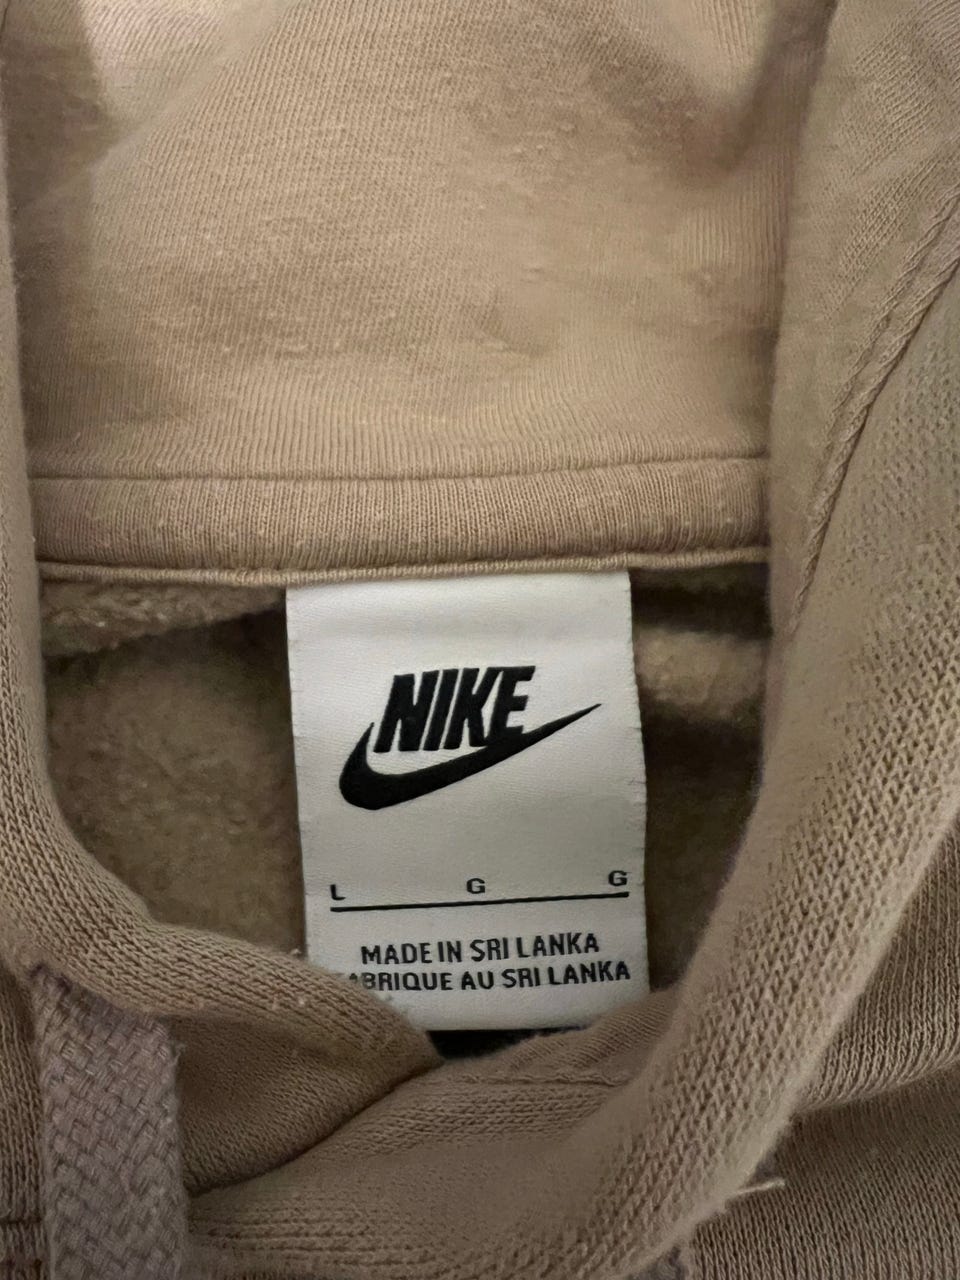 NIKE
L G G
MADE IN SRI LANKA
ABRIQUE AU SRI LANKA